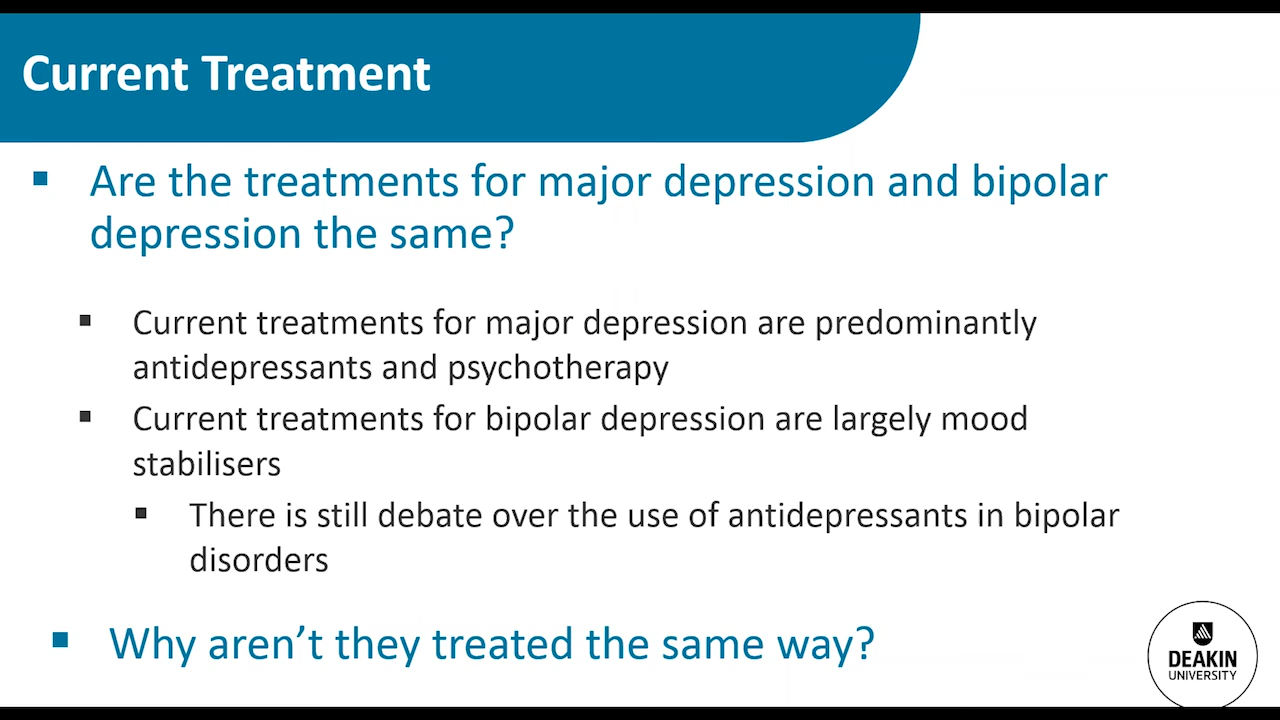 Current Treatment
▪ Are the treatments for major depression and bipolar
depression the same?
▪ Current treatments for major depression are predominantly
antidepressants and psychotherapy
▪ Current treatments for bipolar depression are largely mood
stabilisers
▪ There is still debate over the use of antidepressants in bipolar
disorders
▪ Why aren’t they treated the same way?
DEAKIN
UNIVERSITY